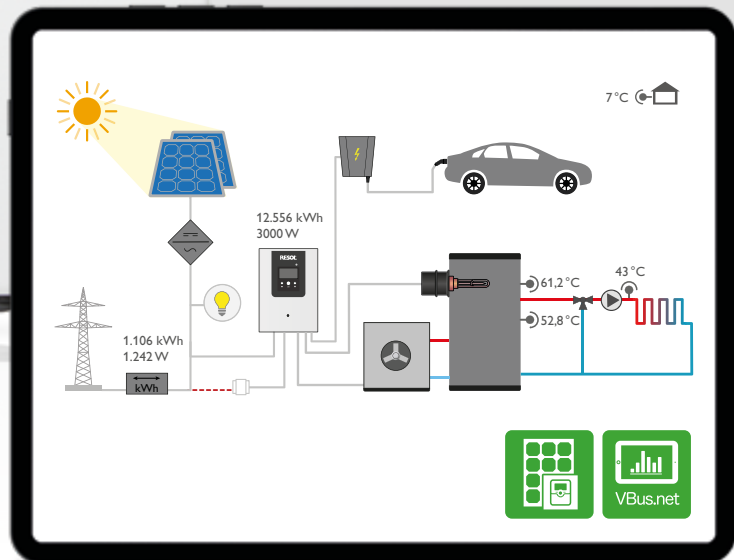 7 °C
12.556 kWh
3000 W
RESOL
61,2 °C
43 °C
52,8 °C
1.106 kWh
1.242 W
kWh
VBus.net